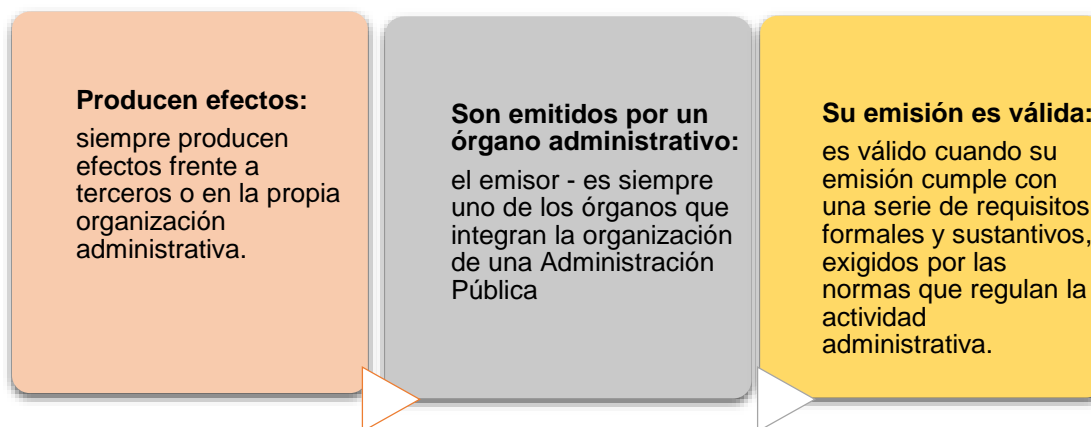 Producen efectos:
siempre producen
efectos frente a
terceros o en la propia
organización
administrativa.
Son emitidos por un
órgano administrativo:
el emisor - es siempre
uno de los órganos que
integran la organización
de una Administración
Pública
Su emisión es válida:
es válido cuando su
emisión cumple con
una serie de requisitos
formales y sustantivos,
exigidos por las
normas que regulan la
actividad
administrativa.